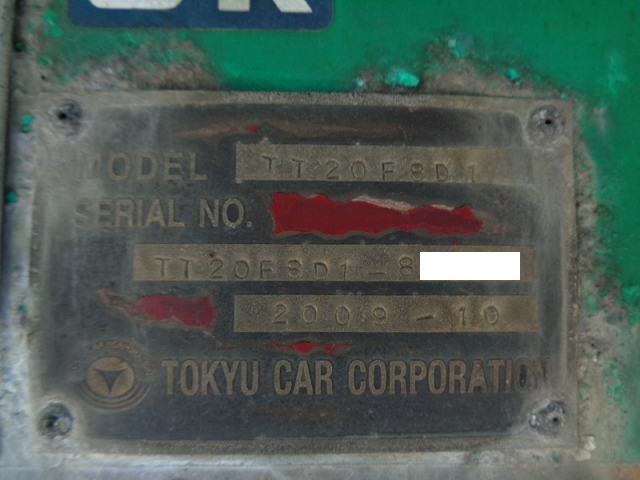 MODEL TT20F8D1
SERIAL NO.
TT20F8D1-8
2009-10
TOKYU CAR CORPORATION